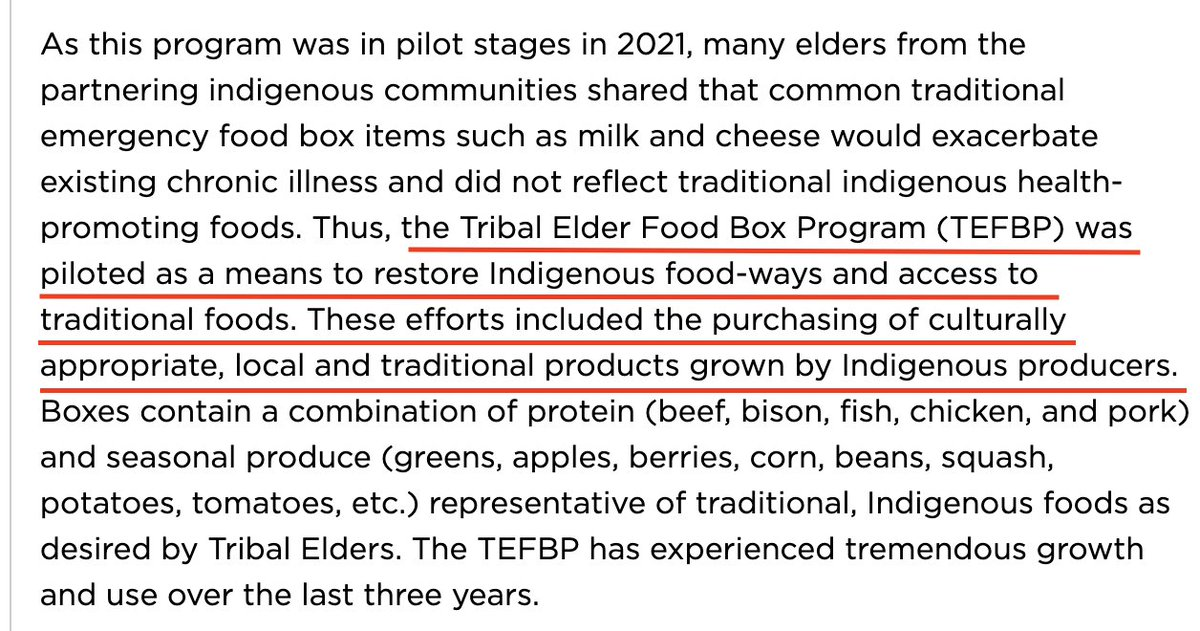 As this program was in pilot stages in 2021, many elders from the
partnering indigenous communities shared that common traditional
emergency food box items such as milk and cheese would exacerbate
existing chronic illness and did not reflect traditional indigenous health-
promoting foods. Thus, the Tribal Elder Food Box Program (TEFBP) was
piloted as a means to restore Indigenous food-ways and access to
traditional foods. These efforts included the purchasing of culturally
appropriate, local and traditional products grown by Indigenous producers.
Boxes contain a combination of protein (beef, bison, fish, chicken, and pork)
and seasonal produce (greens, apples, berries, corn, beans, squash,
potatoes, tomatoes, etc.) representative of traditional, Indigenous foods as
desired by Tribal Elders. The TEFBP has experienced tremendous growth
and use over the last three years.